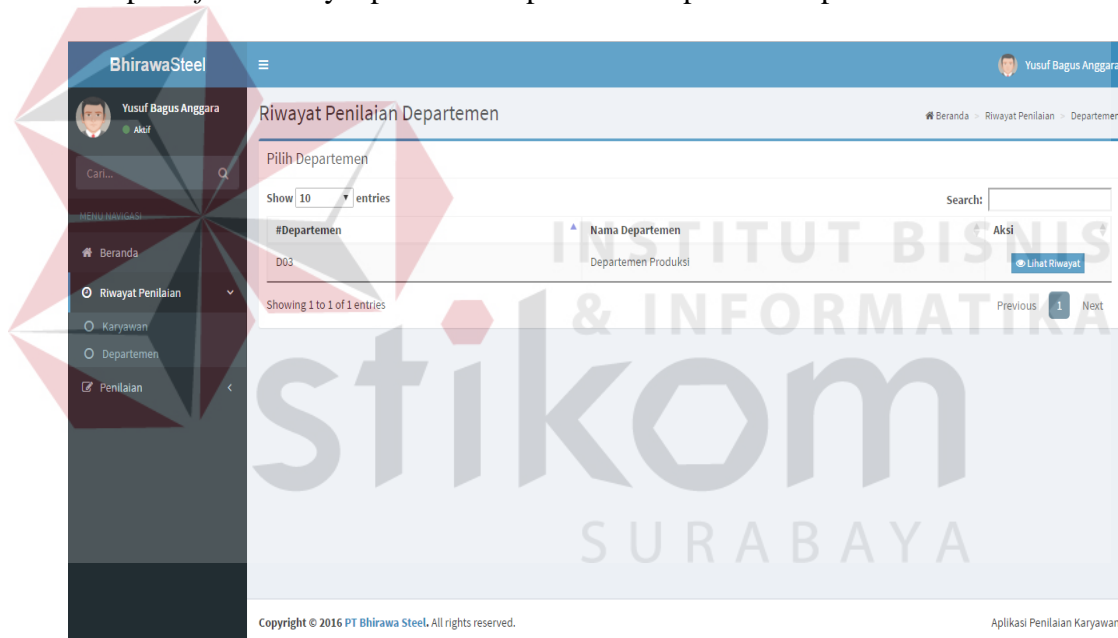 BhirawaSteel
Yusuf Bagus Anggara
Yusuf Bagus Anggara
Aktif
Cari...
MENU NAVIGASI
Beranda
Riwayat Penilaian
Karyawan
Departemen
Penilaian
Riwayat Penilaian Departemen
Beranda > Riwayat Penilaian > Departemen
Pilih Departemen
Show 10 entries
Search:
#Departemen Nama Departemen Aksi
D03 Departemen Produksi Lihat Riwayat
Showing 1 to 1 of 1 entries
Previous 1 Next
INSTITUT BISNIS
& INFORMATIKA
stikom
SURABAYA
Copyright © 2016 PT Bhirawa Steel. All rights reserved.
Aplikasi Penilaian Karyawan